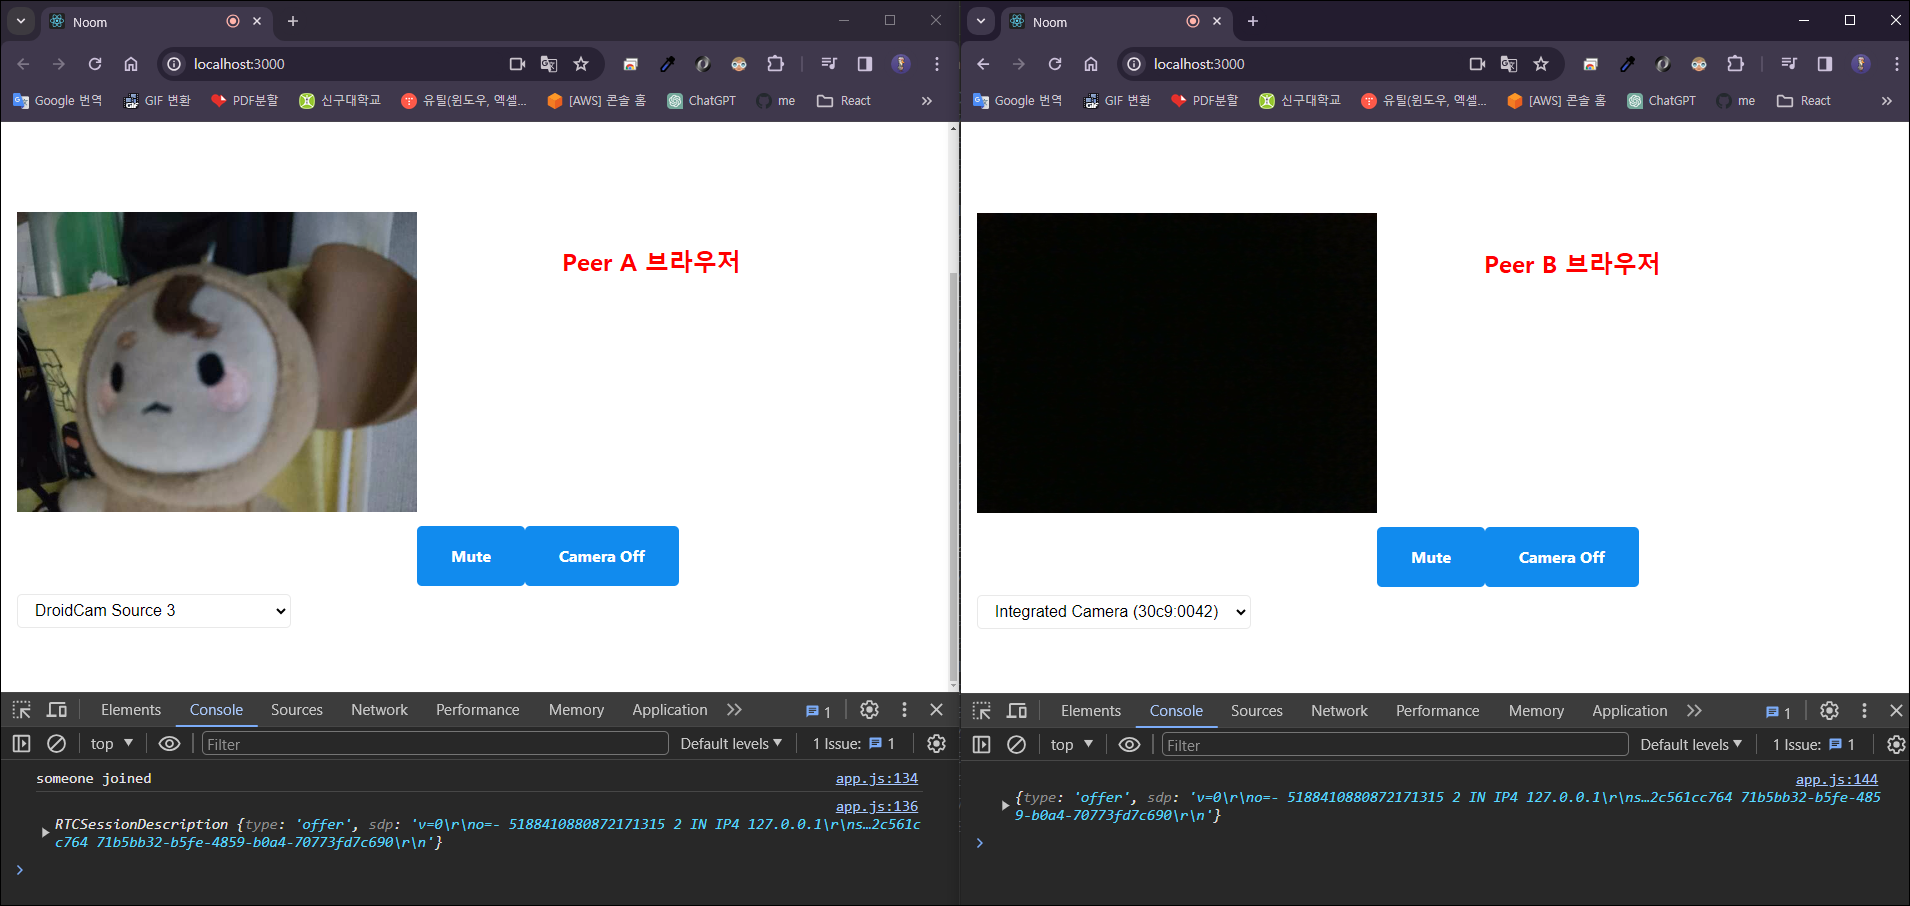 Noom
localhost:3000
Google 번역
GIF 변환
PDF분할
신구대학교
유틸(윈도우, 엑셀...
[AWS] 콘솔 홈
ChatGPT
me
React
Peer A 브라우저
Mute
Camera Off
DroidCam Source 3
Elements
Console
Sources
Network
Performance
Memory
Application
1
top
Filter
Default levels
1 Issue:
1
someone joined
app.js:134
app.js:136
RTCSessionDescription {type: 'offer', sdp: 'v=0\r\no=- 5188410880872171315 2 IN IP4 127.0.0.1\r\ns…2c561c
c764 71b5bb32-b5fe-4859-b0a4-70773fd7c690\r\n'}
Noom
localhost:3000
Google 번역
GIF 변환
PDF분할
신구대학교
유틸(윈도우, 엑셀...
[AWS] 콘솔 홈
ChatGPT
me
React
Peer B 브라우저
Mute
Camera Off
Integrated Camera (30c9:0042)
Elements
Console
Sources
Network
Performance
Memory
Application
1
top
Filter
Default levels
1 Issue:
1
app.js:144
{type: 'offer', sdp: 'v=0\r\no=- 5188410880872171315 2 IN IP4 127.0.0.1\r\ns…2c561cc764 71b5bb32-b5fe-485
9-b0a4-70773fd7c690\r\n'}